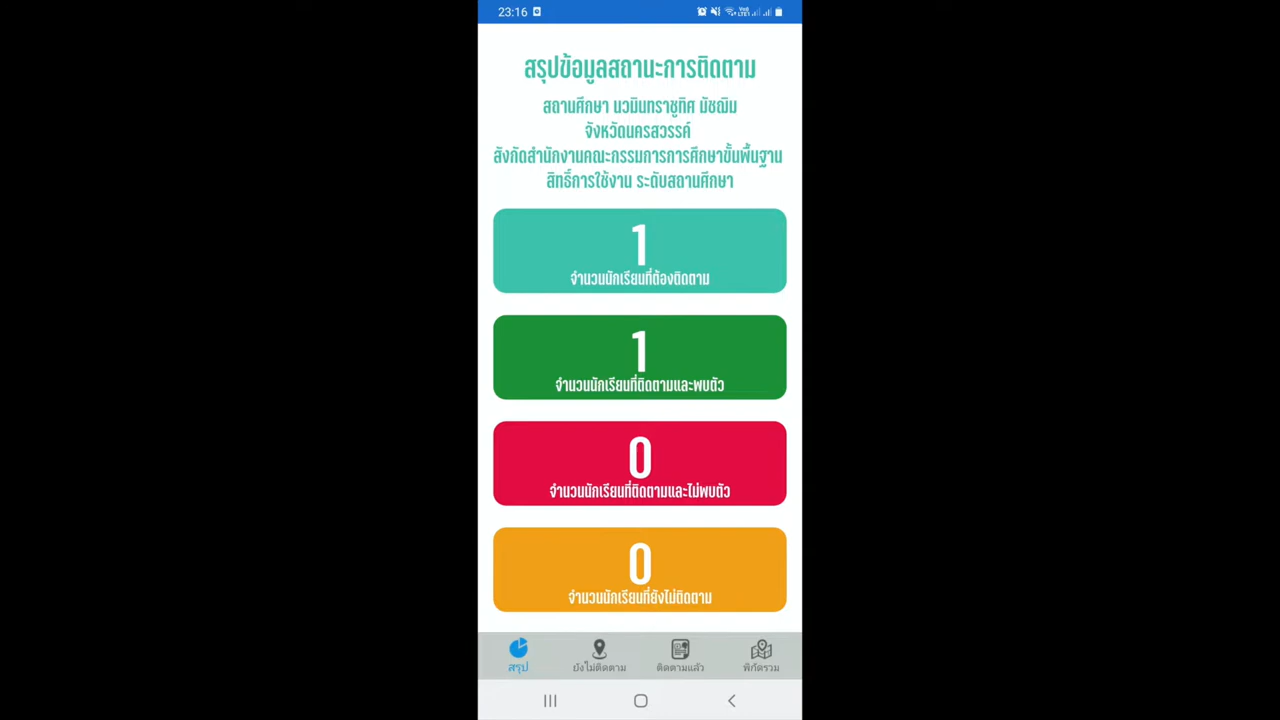 23:16
สรุปข้อมูลสถานะการติดตาม
สถานศึกษา นวมินทราชูทิศ มัชฌิม
จังหวัดนครสวรรค์
สังกัดสำนักงานคณะกรรมการการศึกษาขั้นพื้นฐาน
สิทธิ์การใช้งาน ระดับสถานศึกษา
1
จำนวนนักเรียนที่ต้องติดตาม
1
จำนวนนักเรียนที่ติดตามและพบตัว
0
จำนวนนักเรียนที่ติดตามและไม่พบตัว
0
จำนวนนักเรียนที่ยังไม่ติดตาม
สรุป ยังไม่ติดตาม ติดตามแล้ว พิกัดรวม